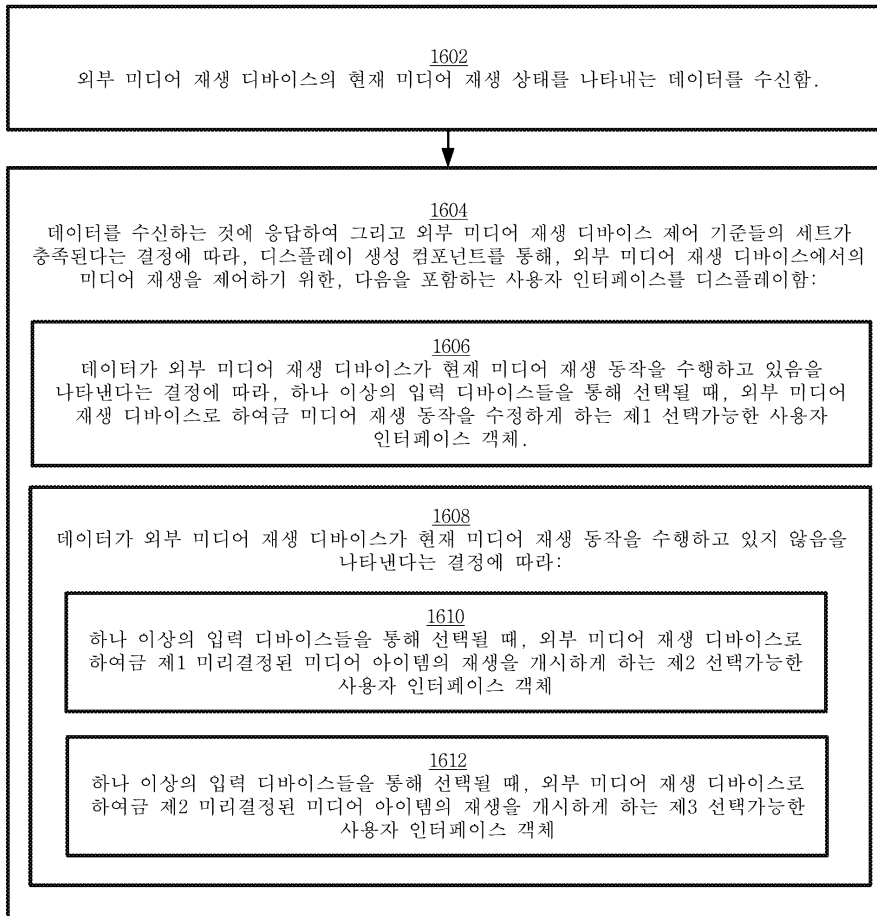 1602
외부 미디어 재생 디바이스의 현재 미디어 재생 상태를 나타내는 데이터를 수신함.
1604
데이터를 수신하는 것에 응답하여 그리고 외부 미디어 재생 디바이스 제어 기준들의 세트가
충족된다는 결정에 따라, 디스플레이 생성 컴포넌트를 통해, 외부 미디어 재생 디바이스에서의
미디어 재생을 제어하기 위한, 다음을 포함하는 사용자 인터페이스를 디스플레이함:
1606
데이터가 외부 미디어 재생 디바이스가 현재 미디어 재생 동작을 수행하고 있음을
나타낸다는 결정에 따라, 하나 이상의 입력 디바이스들을 통해 선택될 때, 외부 미디어
재생 디바이스로 하여금 미디어 재생 동작을 수정하게 하는 제1 선택가능한 사용자
인터페이스 객체.
1608
데이터가 외부 미디어 재생 디바이스가 현재 미디어 재생 동작을 수행하고 있지 않음을
나타낸다는 결정에 따라:
1610
하나 이상의 입력 디바이스들을 통해 선택될 때, 외부 미디어 재생 디바이스로
하여금 제1 미리결정된 미디어 아이템의 재생을 개시하게 하는 제2 선택가능한
사용자 인터페이스 객체
1612
하나 이상의 입력 디바이스들을 통해 선택될 때, 외부 미디어 재생 디바이스로
하여금 제2 미리결정된 미디어 아이템의 재생을 개시하게 하는 제3 선택가능한
사용자 인터페이스 객체